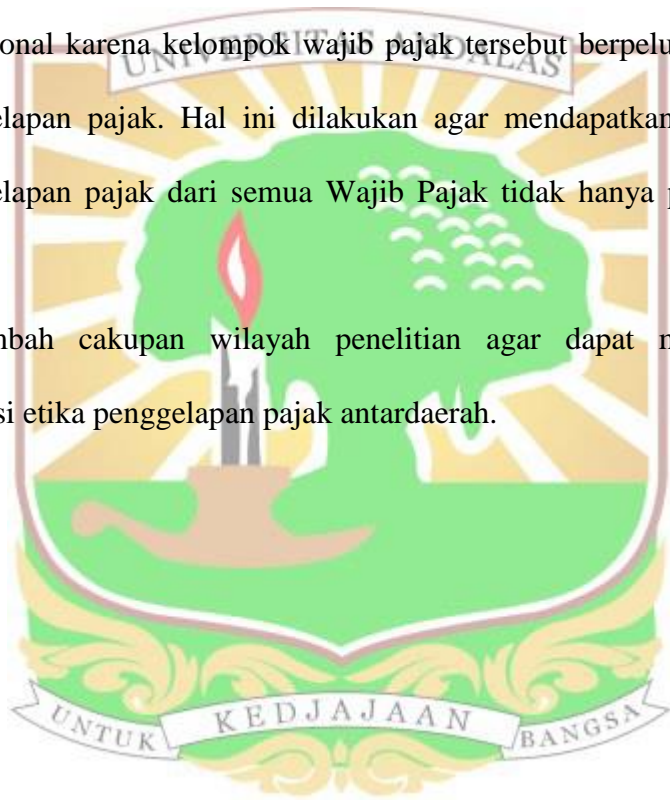 onal karena kelompok wajib pajak tersebut berpelu
UNIVERSITAS ANDALAS
elapan pajak. Hal ini dilakukan agar mendapatkan
elapan pajak dari semua Wajib Pajak tidak hanya p
mbah cakupan wilayah penelitian agar dapat m
si etika penggelapan pajak antardaerah.
UNTUK KEDJAJAAN BANGSA